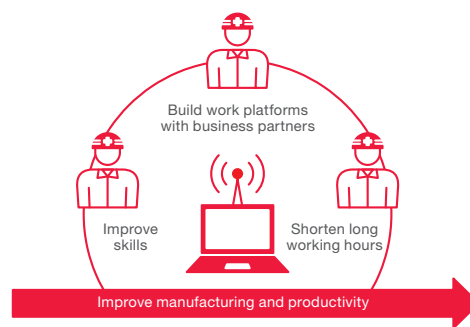 Build work platforms
with business partners
Improve
skills
Shorten long
working hours
Improve manufacturing and productivity